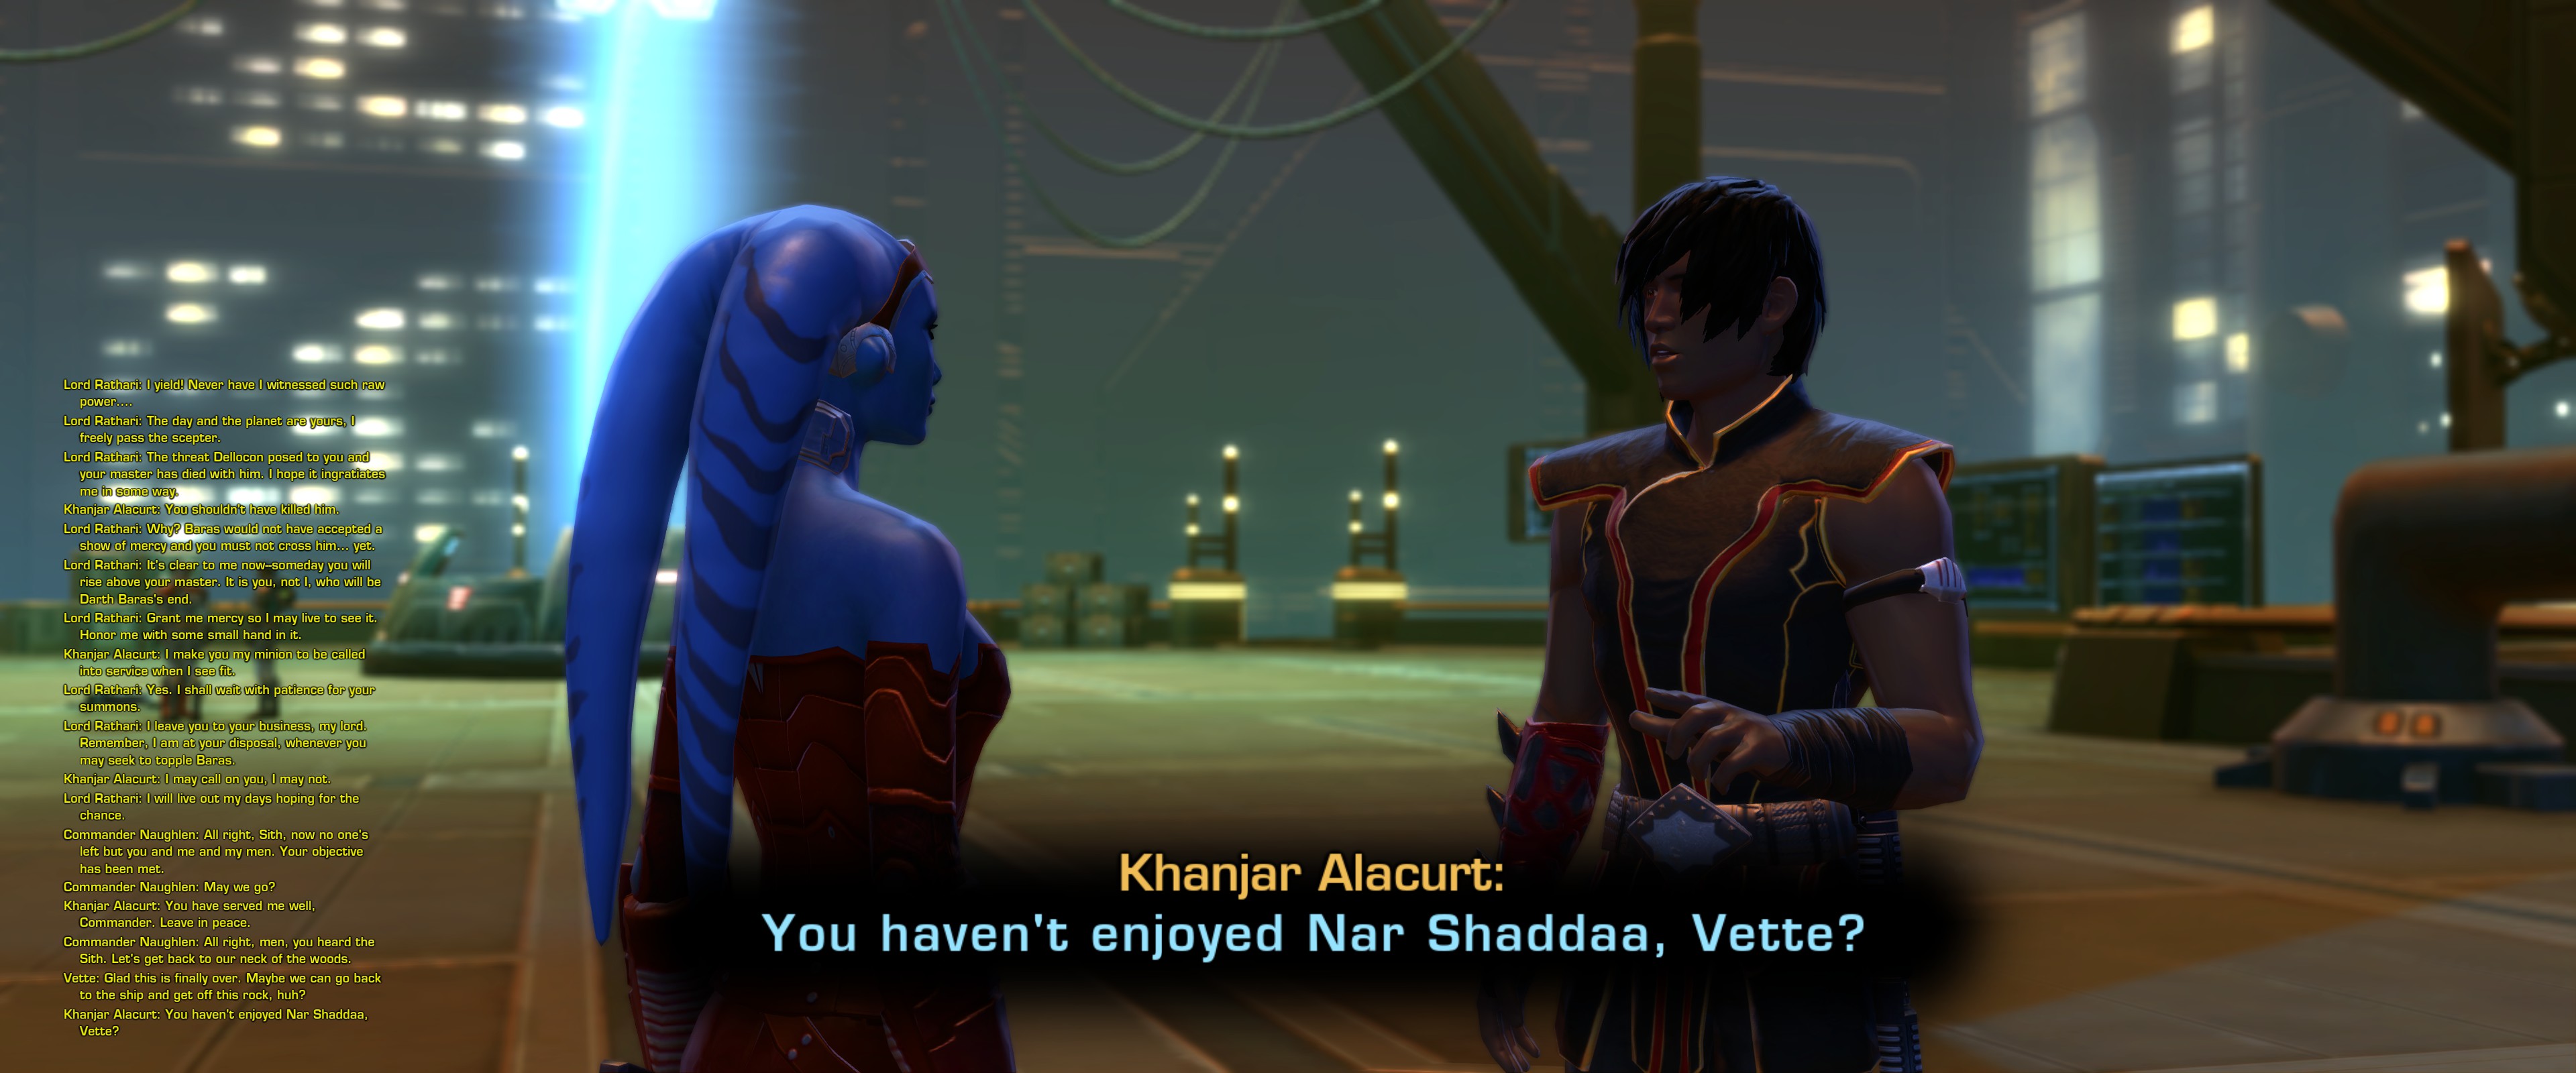 Lord Rathari: I yield! Never have I witnessed such raw
power....
Lord Rathari: The day and the planet are yours, I
freely pass the scepter.
Lord Rathari: The threat Dellocon posed to you and
your master has died with him. I hope it ingratiates
me in some way.
Khanjar Alacurt: You shouldn't have killed him.
Lord Rathari: Why? Baras would not have accepted a
show of mercy and you must not cross him... yet.
Lord Rathari: It's clear to me now–someday you will
rise above your master. It is you, not I, who will be
Darth Baras's end.
Lord Rathari: Grant me mercy so I may live to see it.
Honor me with some small hand in it.
Khanjar Alacurt: I make you my minion to be called
into service when I see fit.
Lord Rathari: Yes. I shall wait with patience for your
summons.
Lord Rathari: I leave you to your business, my lord.
Remember, I am at your disposal, whenever you
may seek to topple Baras.
Khanjar Alacurt: I may call on you, I may not.
Lord Rathari: I will live out my days hoping for the
chance.
Commander Naughlen: All right, Sith, now no one's
left but you and me and my men. Your objective
has been met.
Commander Naughlen: May we go?
Khanjar Alacurt: You have served me well,
Commander. Leave in peace.
Commander Naughlen: All right, men, you heard the
Sith. Let's get back to our neck of the woods.
Vette: Glad this is finally over. Maybe we can go back
to the ship and get off this rock, huh?
Khanjar Alacurt: You haven't enjoyed Nar Shaddaa,
Vette?
Khanjar Alacurt:
You haven't enjoyed Nar Shaddaa, Vette?